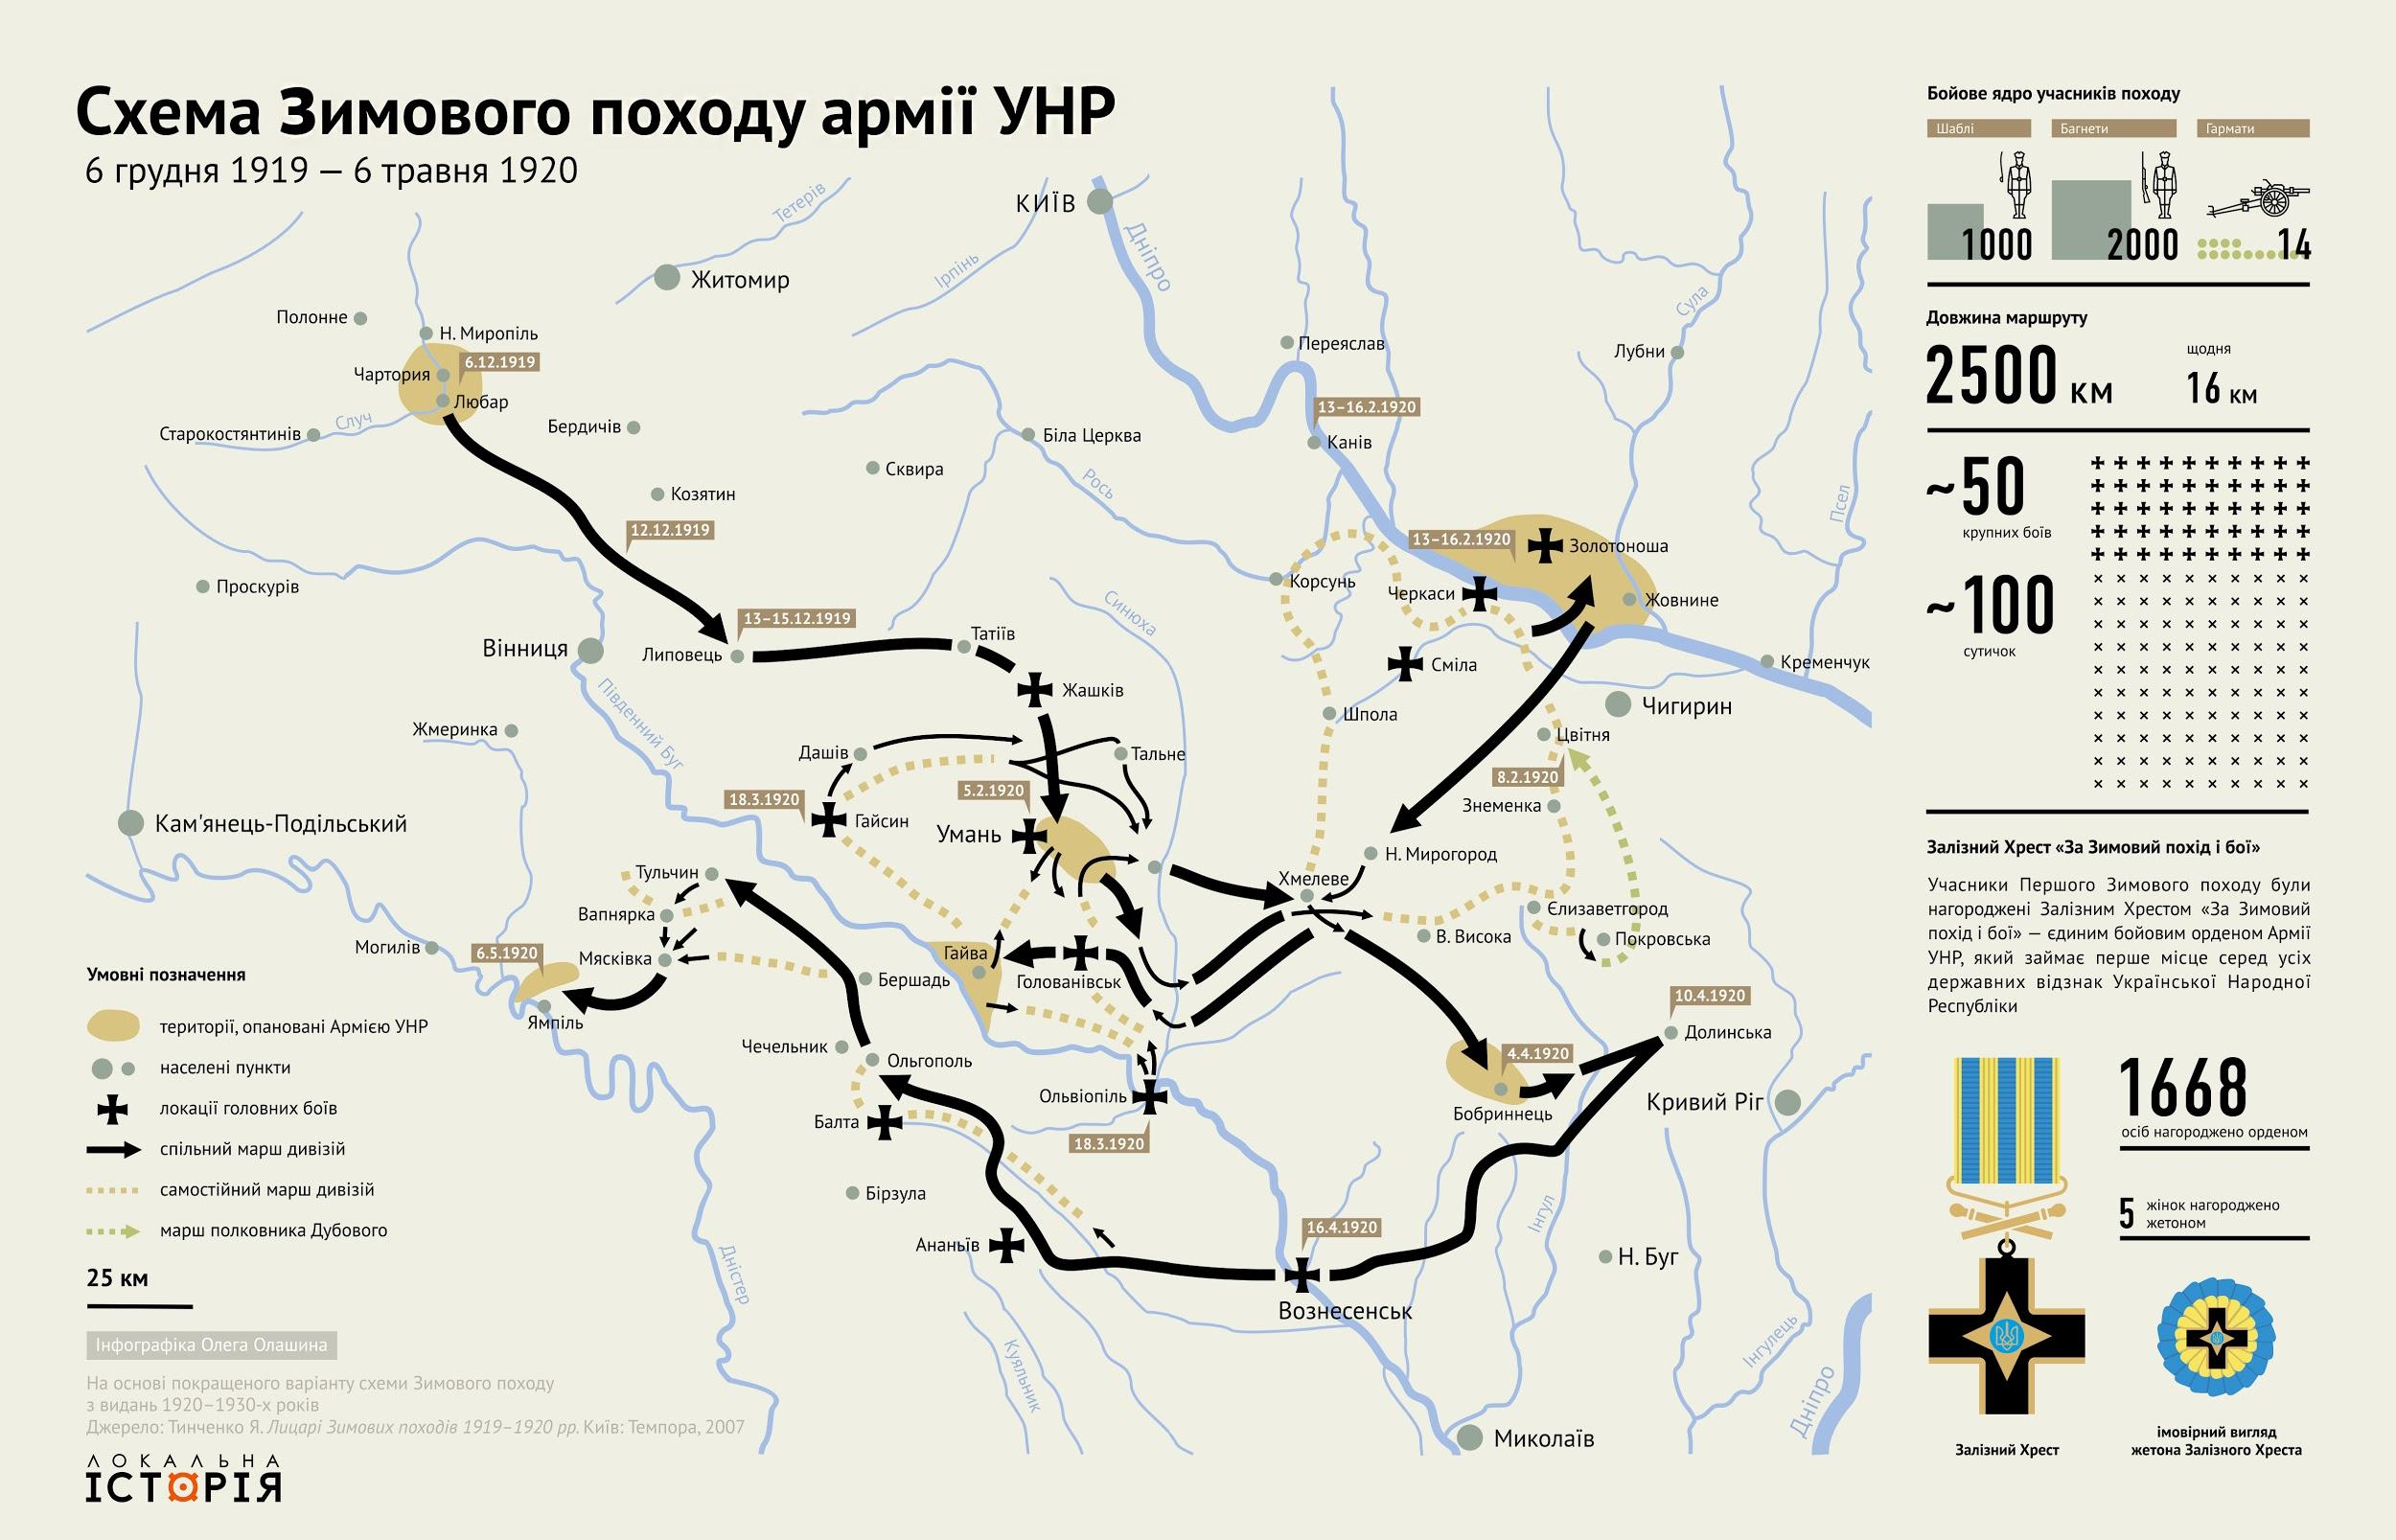 Схема Зимового походу армії УНР
6 грудня 1919 — 6 травня 1920
КИЇВ
Дніпро
Тетерів
Ірпінь
Житомир
Полонне
Н. Миропіль
6.12.1919
Чарторія
Любар
Случ
Старокостянтинів
Бердичів
Біла Церква
Сквира
Козятин
Рось
12.12.1919
Переяслав
13–16.2.1920
Канів
Лубни
Сула
Псел
13–16.2.1920
Золотоноша
Проскурів
Корсунь
Черкаси
Жовнине
Синюха
13–15.12.1919
Татіїв
Вінниця
Липовець
Сміла
Кременчук
Жашків
Південний Буг
Шпола
Чигирин
Жмеринка
Дашів
Тальне
Цвітня
8.2.1920
18.3.1920
5.2.1920
Знеменка
Кам'янець-Подільський
Гайсин
Умань
Н. Мирогород
Тульчин
Хмелеве
Вапнярка
Єлизаветгород
В. Висока
Покровська
Могилів
6.5.1920
Мясківка
Гайва
Бершадь
Голованівськ
10.4.1920
Ямпіль
Долинська
Чечельник
Ольгополь
4.4.1920
Ольвіопіль
Бобриннець
Кривий Ріг
Балта
18.3.1920
Бірзула
Інгул
16.4.1920
Ананьїв
Н. Буг
Дністер
Вознесенськ
Куяльник
Інгулець
Дніпро
Миколаїв
Умовні позначення
території, опановані Армією УНР
населені пункти
локації головних боїв
спільний марш дивізій
самостійний марш дивізій
марш полковника Дубового
25 км
Інфографіка Олега Олашина
На основі покращеного варіанту схеми Зимового походу
з видань 1920–1930-х років
Джерело: Тинченко Я. Лицарі Зимових походів 1919–1920 рр. Київ: Темпора, 2007
ЛОКАЛЬНА
ІСТОРІЯ
Бойове ядро учасників походу
Шаблі Багнети Гармати
1000 2000 14
Довжина маршруту
щодня
2500 км 16 км
~50
крупних боїв
~100
сутичок
Залізний Хрест «За Зимовий похід і бої»
Учасники Першого Зимового походу були
нагороджені Залізним Хрестом «За Зимовий
похід і бої» — єдиним бойовим орденом Армії
УНР, який займає перше місце серед усіх
державних відзнак Української Народної
Республіки
1668
осіб нагороджено орденом
5 жінок нагороджено
жетоном
Залізний Хрест
імовірний вигляд
жетона Залізного Хреста